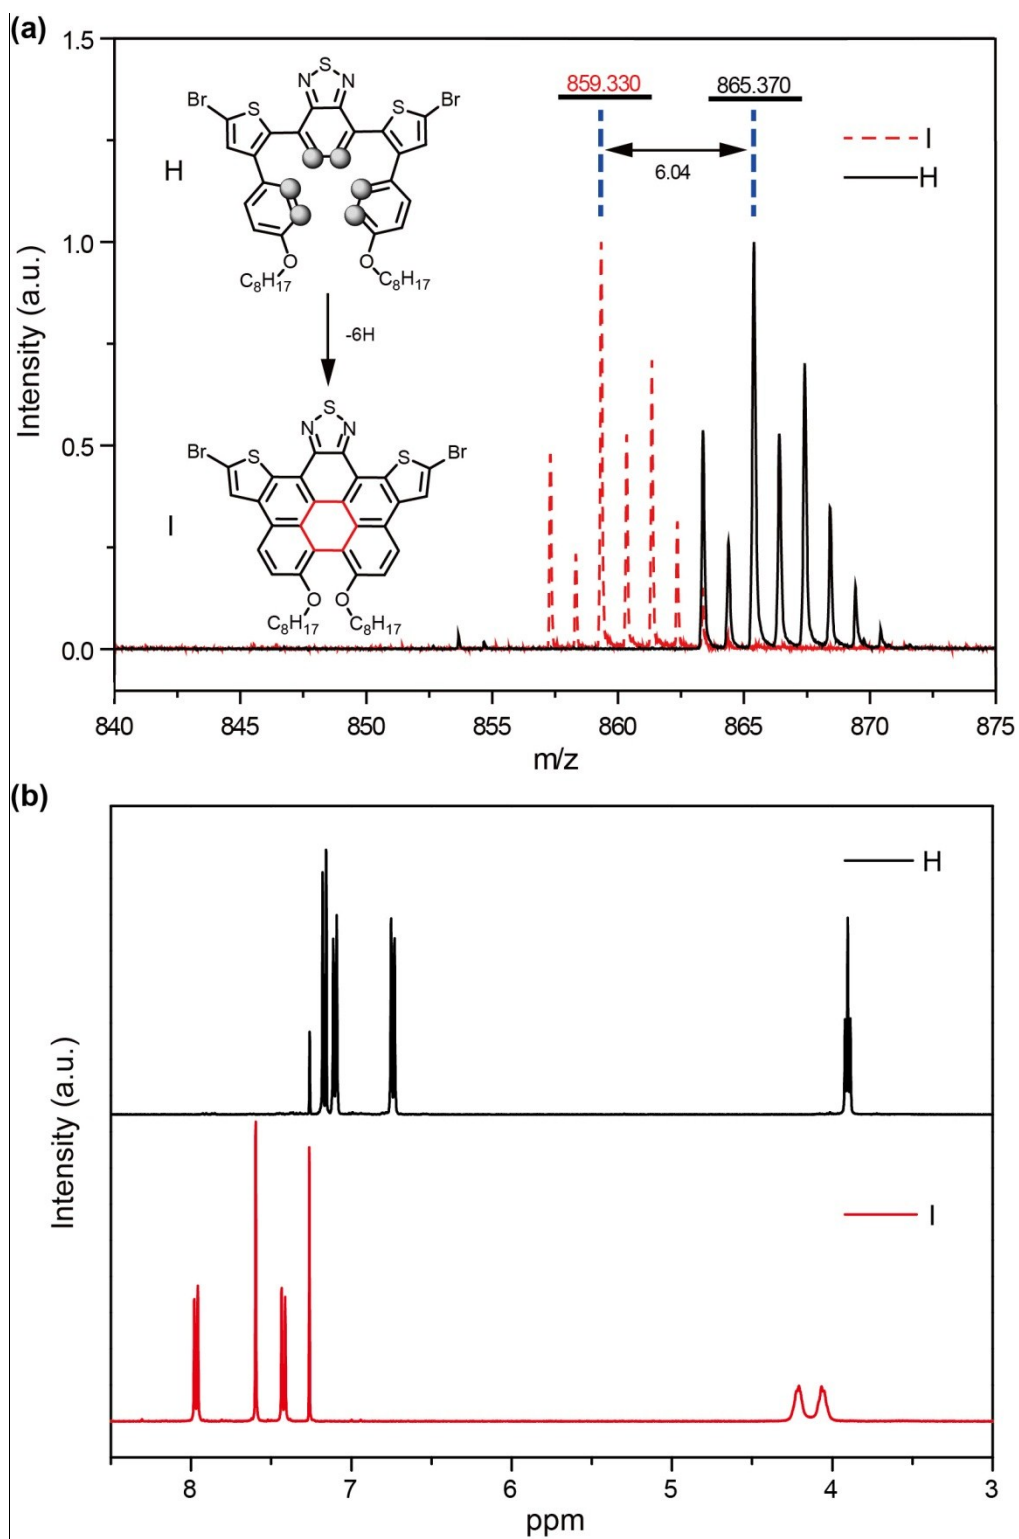 (a)
1.5
1.0
0.5
0.0
Intensity (a.u.)
S
N N
Br S S Br
H
O O
C8H17 C8H17
-6H
S
N N
Br S S Br
I
O O
C8H17 C8H17
859.330 865.370
6.04
I
H
840 845 850 855 860 865 870 875
m/z
(b)
H
Intensity (a.u.)
I
Intensity (a.u.)
8 7 6 5 4 3
ppm